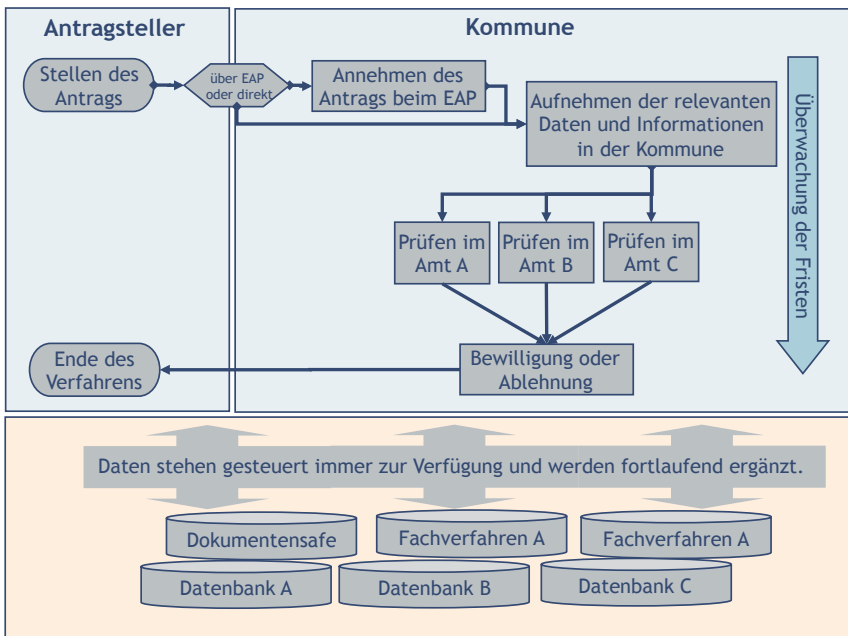 Antragsteller
Kommune
Stellen des
Antrags
über EAP
oder direkt
Annehmen des
Antrags beim EAP
Aufnehmen der relevanten
Daten und Informationen
in der Kommune
Überwachung der Fristen
Prüfen im
Amt A
Prüfen im
Amt B
Prüfen im
Amt C
Bewilligung oder
Ablehnung
Ende des
Verfahrens
Daten stehen gesteuert immer zur Verfügung und werden fortlaufend ergänzt.
Dokumentensafe
Fachverfahren A
Fachverfahren A
Datenbank A
Datenbank B
Datenbank C